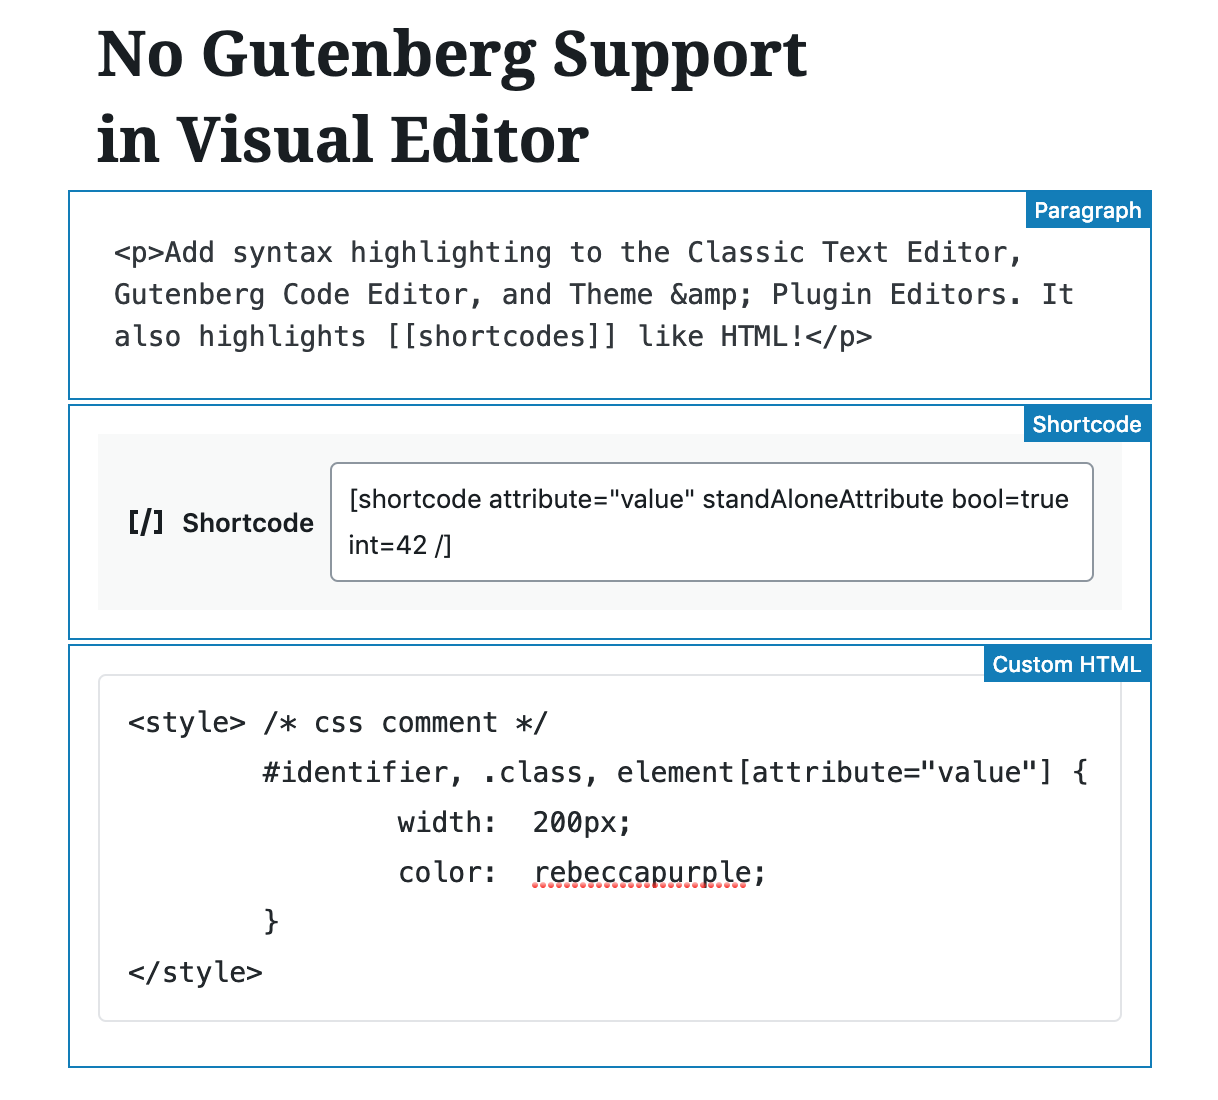 No Gutenberg Support
in Visual Editor
Paragraph
<p>Add syntax highlighting to the Classic Text Editor,
Gutenberg Code Editor, and Theme &amp; Plugin Editors. It
also highlights [[shortcodes]] like HTML!</p>
Shortcode
[/] Shortcode
[shortcode attribute="value" standAloneAttribute bool=true
int=42 /]
Custom HTML
<style> /* css comment */
        #identifier, .class, element[attribute="value"] {
                width:  200px;
                color:  rebeccapurple;
        }
</style>